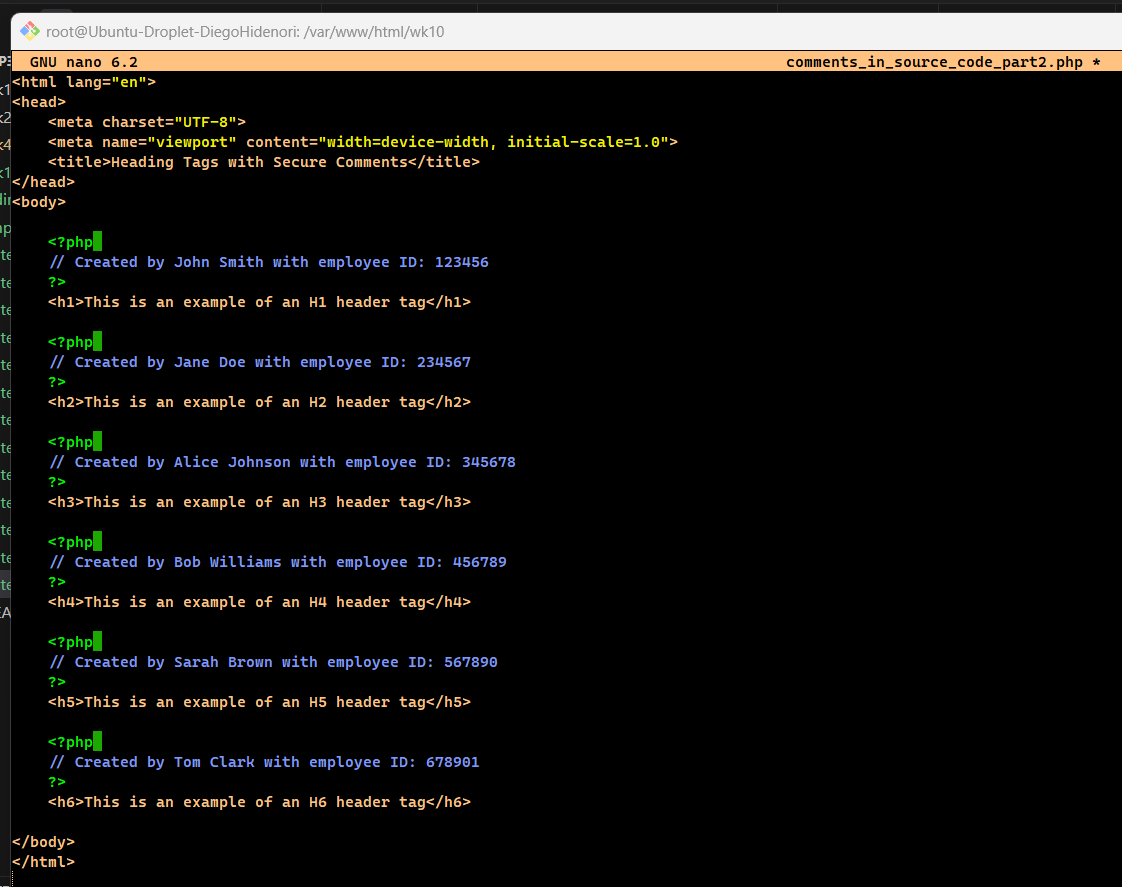 root@Ubuntu-Droplet-DiegoHidenori: /var/www/html/wk10
GNU nano 6.2 comments_in_source_code_part2.php *
<html lang="en">
<head>
    <meta charset="UTF-8">
    <meta name="viewport" content="width=device-width, initial-scale=1.0">
    <title>Heading Tags with Secure Comments</title>
</head>
<body>

    <?php
    // Created by John Smith with employee ID: 123456
    ?>
    <h1>This is an example of an H1 header tag</h1>

    <?php
    // Created by Jane Doe with employee ID: 234567
    ?>
    <h2>This is an example of an H2 header tag</h2>

    <?php
    // Created by Alice Johnson with employee ID: 345678
    ?>
    <h3>This is an example of an H3 header tag</h3>

    <?php
    // Created by Bob Williams with employee ID: 456789
    ?>
    <h4>This is an example of an H4 header tag</h4>

    <?php
    // Created by Sarah Brown with employee ID: 567890
    ?>
    <h5>This is an example of an H5 header tag</h5>

    <?php
    // Created by Tom Clark with employee ID: 678901
    ?>
    <h6>This is an example of an H6 header tag</h6>

</body>
</html>